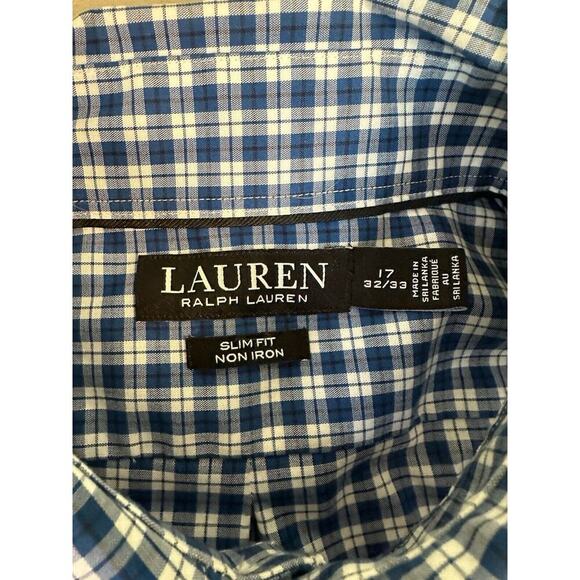 LAUREN
RALPH LAUREN
17
32/33
MADE IN
SRI LANKA
FABRIQUÉ
AU
SRI LANKA
SLIM FIT
NON IRON